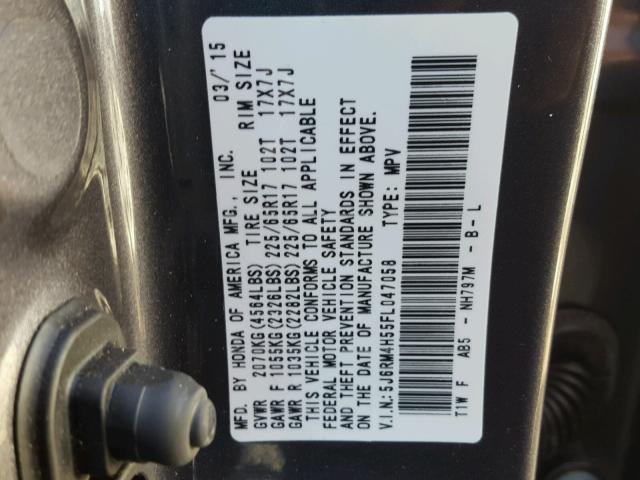 MFD. BY HONDA OF AMERICA MFG., INC. 03/'15
GVWR 2070KG(4564LBS) TIRE SIZE RIM SIZE
GAWR F 1055KG(2326LBS) 225/65R17 102T 17X7J
GAWR R 1035KG(2282LBS) 225/65R17 102T 17X7J
THIS VEHICLE CONFORMS TO ALL APPLICABLE
FEDERAL MOTOR VEHICLE SAFETY
AND THEFT PREVENTION STANDARDS IN EFFECT
ON THE DATE OF MANUFACTURE SHOWN ABOVE.
V.I.N.:5J6RM4H55FL047058 TYPE: MPV
T1W F AB5 - NH797M - B - L